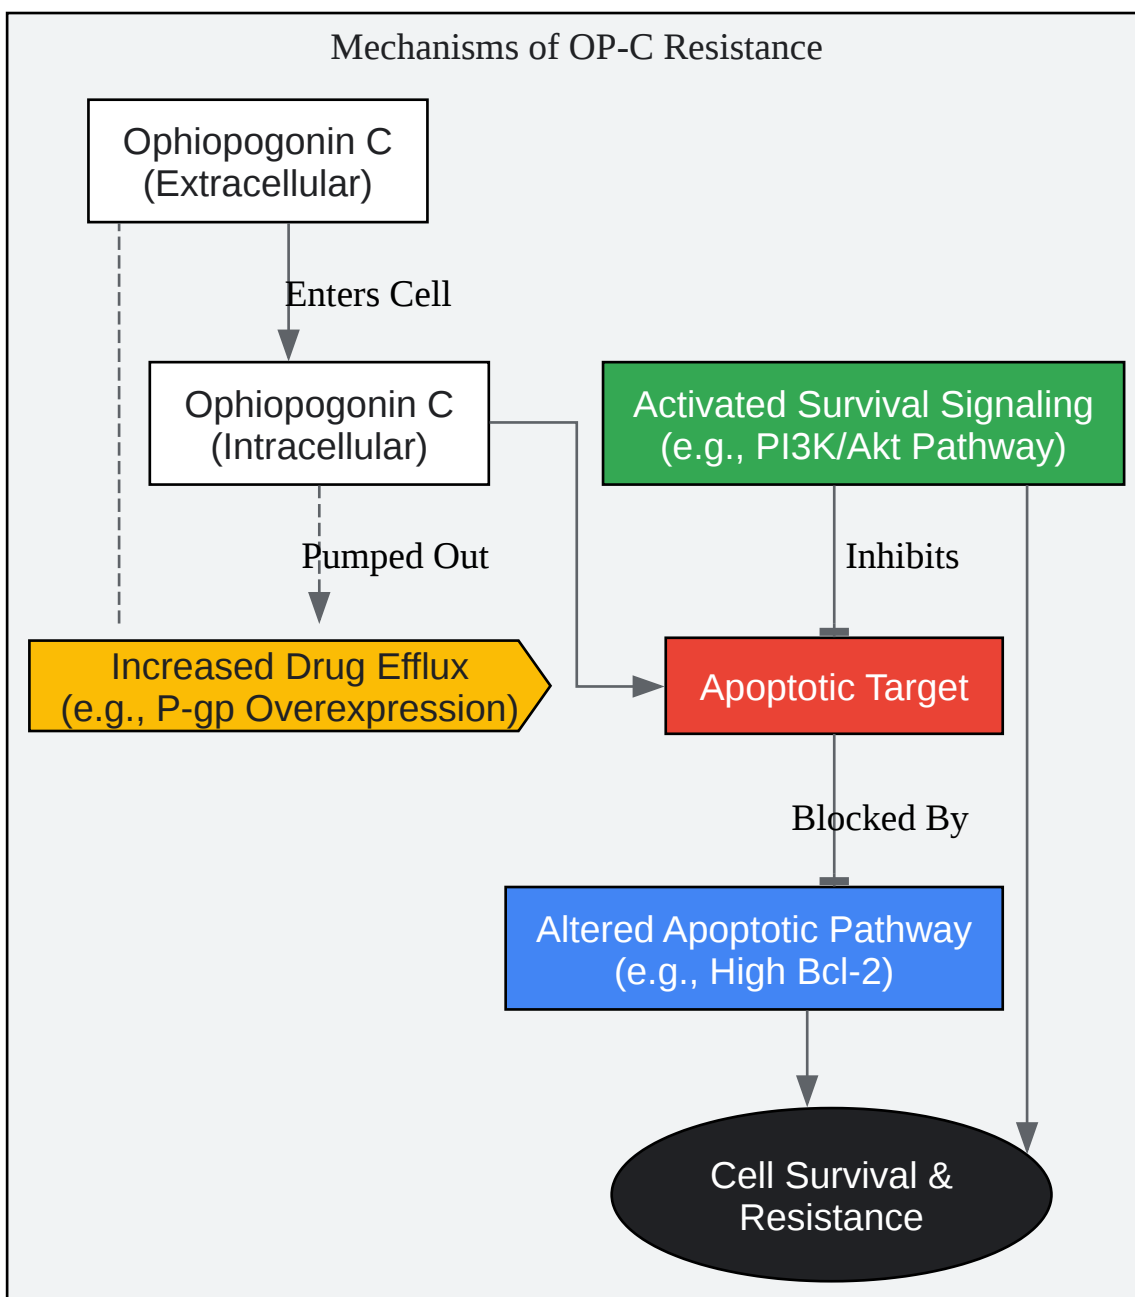 Mechanisms of OP-C Resistance
Ophiopogonin C
(Extracellular)
Enters Cell
Ophiopogonin C
(Intracellular)
Activated Survival Signaling
(e.g., PI3K/Akt Pathway)
Pumped Out
Inhibits
Increased Drug Efflux
(e.g., P-gp Overexpression)
Apoptotic Target
Blocked By
Altered Apoptotic Pathway
(e.g., High Bcl-2)
Cell Survival &
Resistance